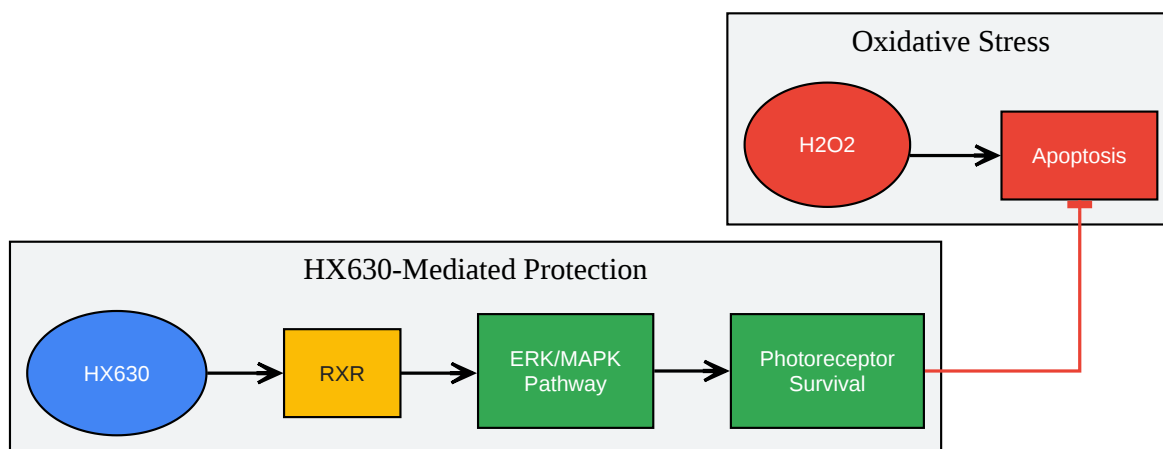 Oxidative Stress
H2O2
Apoptosis
HX630-Mediated Protection
HX630
RXR
ERK/MAPK
Pathway
Photoreceptor
Survival